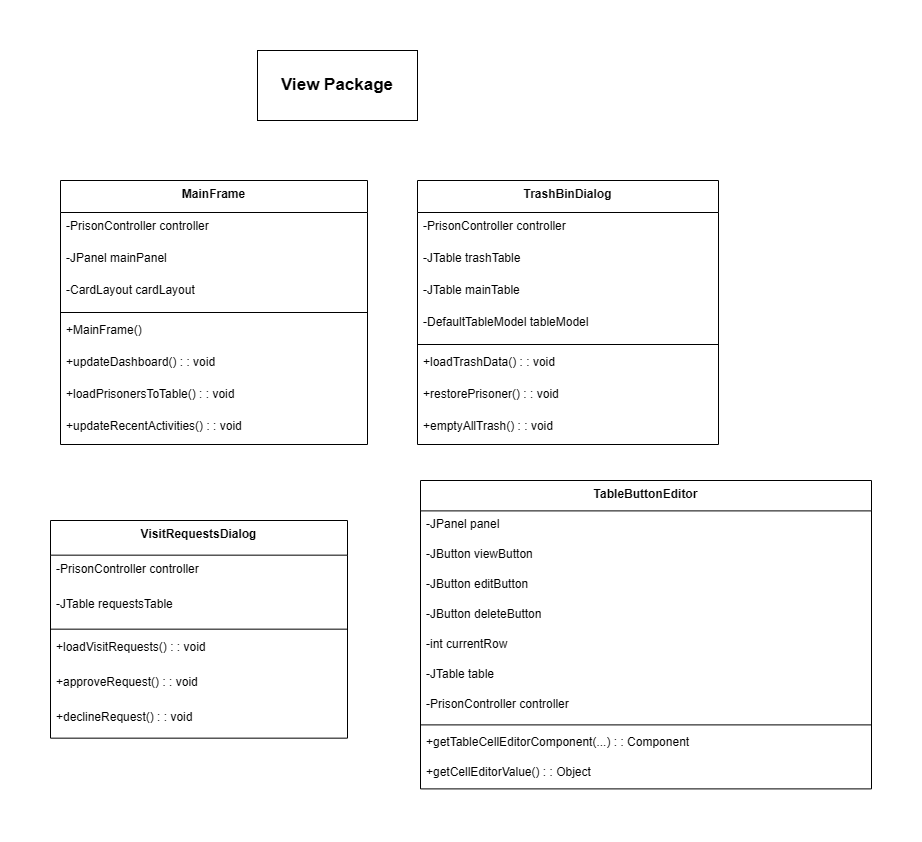 View Package
MainFrame
-PrisonController controller
-JPanel mainPanel
-CardLayout cardLayout
+MainFrame()
+updateDashboard() : : void
+loadPrisonersToTable() : : void
+updateRecentActivities() : : void
TrashBinDialog
-PrisonController controller
-JTable trashTable
-JTable mainTable
-DefaultTableModel tableModel
+loadTrashData() : : void
+restorePrisoner() : : void
+emptyAllTrash() : : void
VisitRequestsDialog
-PrisonController controller
-JTable requestsTable
+loadVisitRequests() : : void
+approveRequest() : : void
+declineRequest() : : void
TableButtonEditor
-JPanel panel
-JButton viewButton
-JButton editButton
-JButton deleteButton
-int currentRow
-JTable table
-PrisonController controller
+getTableCellEditorComponent(...) : : Component
+getCellEditorValue() : : Object